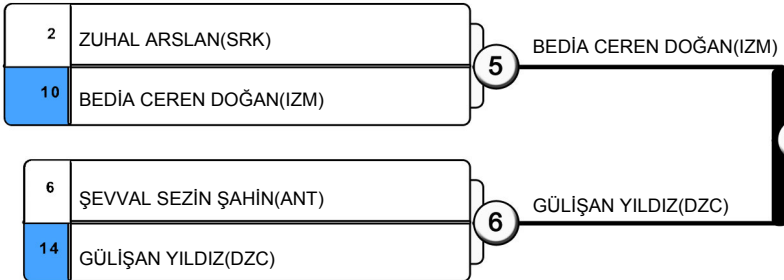 2 ZUHAL ARSLAN(SRK)
10 BEDİA CEREN DOĞAN(IZM)
5 BEDİA CEREN DOĞAN(IZM)
6 ŞEVVAL SEZİN ŞAHİN(ANT)
14 GÜLİŞAN YILDIZ(DZC)
6 GÜLİŞAN YILDIZ(DZC)